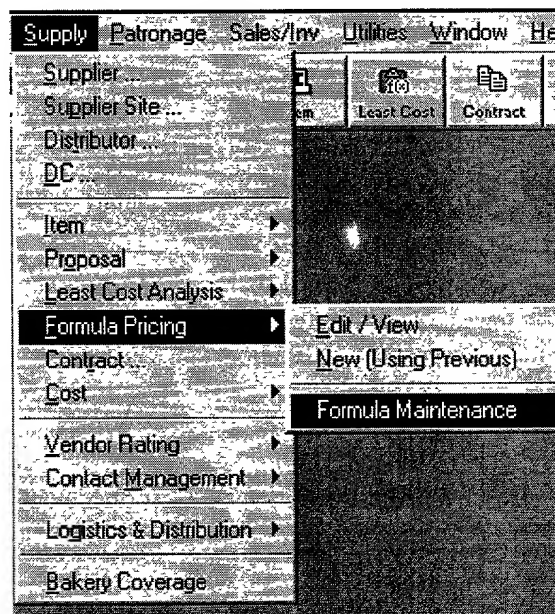 Supply Patronage Sales/Inv Utilities Window He
Supplier ...
Supplier Site ...
Distributor ...
DC ...
em Least Cost Contract
f(x)
Item
Proposal
Least Cost Analysis
Formula Pricing
Contract ...
Cost
Edit / View
New (Using Previous)
Formula Maintenance
Vendor Rating
Contact Management
Logistics & Distribution
Bakery Coverage